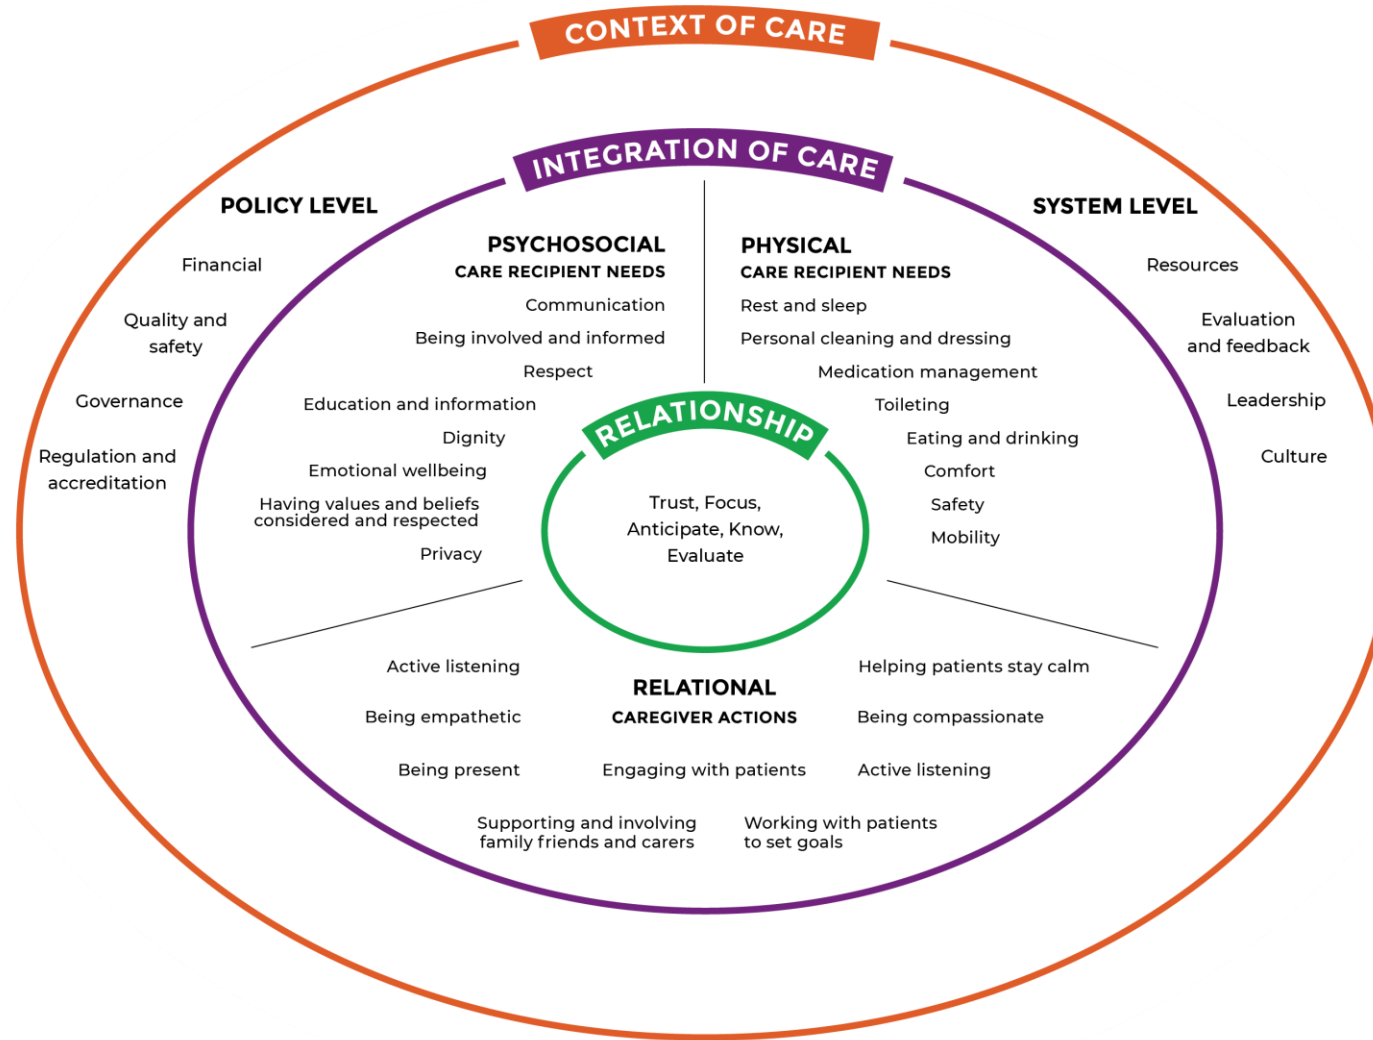 CONTEXT OF CARE
INTEGRATION OF CARE
POLICY LEVEL
Financial
Quality and
safety
Governance
Regulation and
accreditation
SYSTEM LEVEL
Resources
Evaluation
and feedback
Leadership
Culture
PSYCHOSOCIAL
CARE RECIPIENT NEEDS
Communication
Being involved and informed
Respect
Education and information
Dignity
Emotional wellbeing
Having values and beliefs
considered and respected
Privacy
PHYSICAL
CARE RECIPIENT NEEDS
Rest and sleep
Personal cleaning and dressing
Medication management
Toileting
Eating and drinking
Comfort
Safety
Mobility
RELATIONSHIP
Trust, Focus,
Anticipate, Know,
Evaluate
RELATIONAL
CAREGIVER ACTIONS
Active listening
Being empathetic
Being present
Engaging with patients
Supporting and involving
family friends and carers
Helping patients stay calm
Being compassionate
Active listening
Working with patients
to set goals